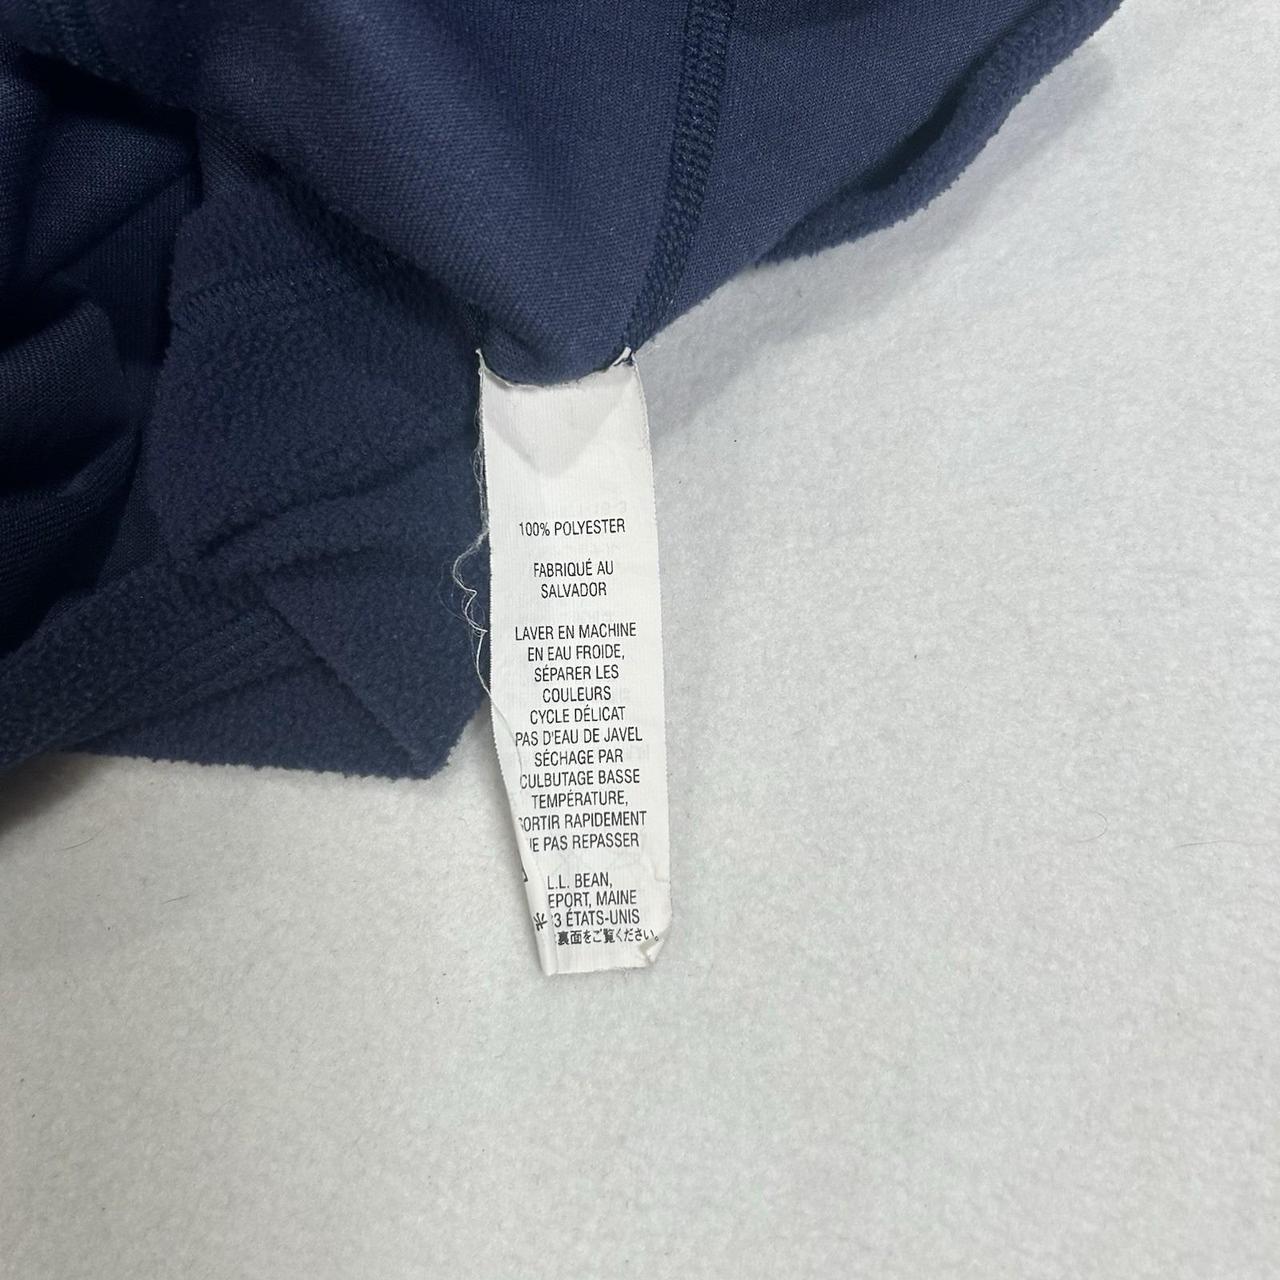 100% POLYESTER
FABRIQUÉ AU
SALVADOR
LAVER EN MACHINE
EN EAU FROIDE,
SÉPARER LES
COULEURS
CYCLE DÉLICAT
PAS D'EAU DE JAVEL
SÉCHAGE PAR
CULBUTAGE BASSE
TEMPÉRATURE,
SORTIR RAPIDEMENT
NE PAS REPASSER
L.L. BEAN,
EPORT, MAINE
3 ÉTATS-UNIS
裏面をご覧ください。